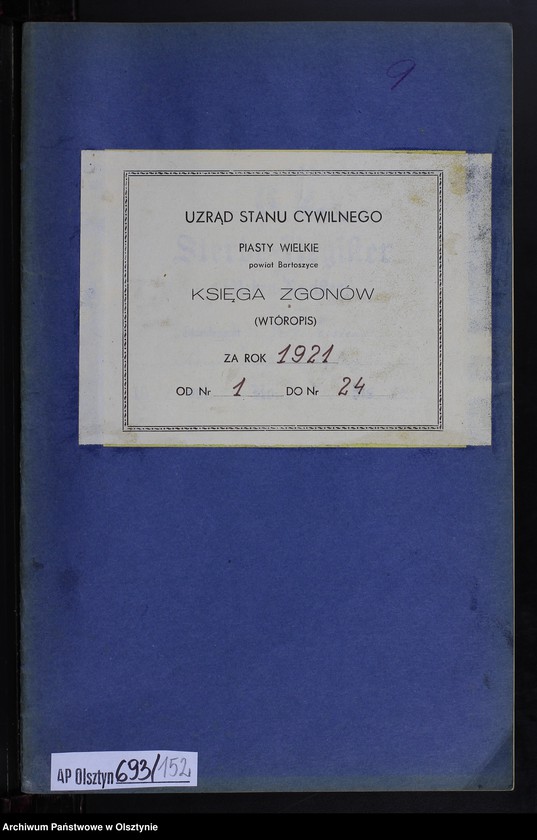 9
UZRĄD STANU CYWILNEGO
PIASTY WIELKIE
powiat Bartoszyce
KSIĘGA ZGONÓW
(WTÓROPIS)
ZA ROK 1921
OD Nr 1 DO Nr 24
AP Olsztyn 693/152
Archiwum Państwowe w Olsztynie